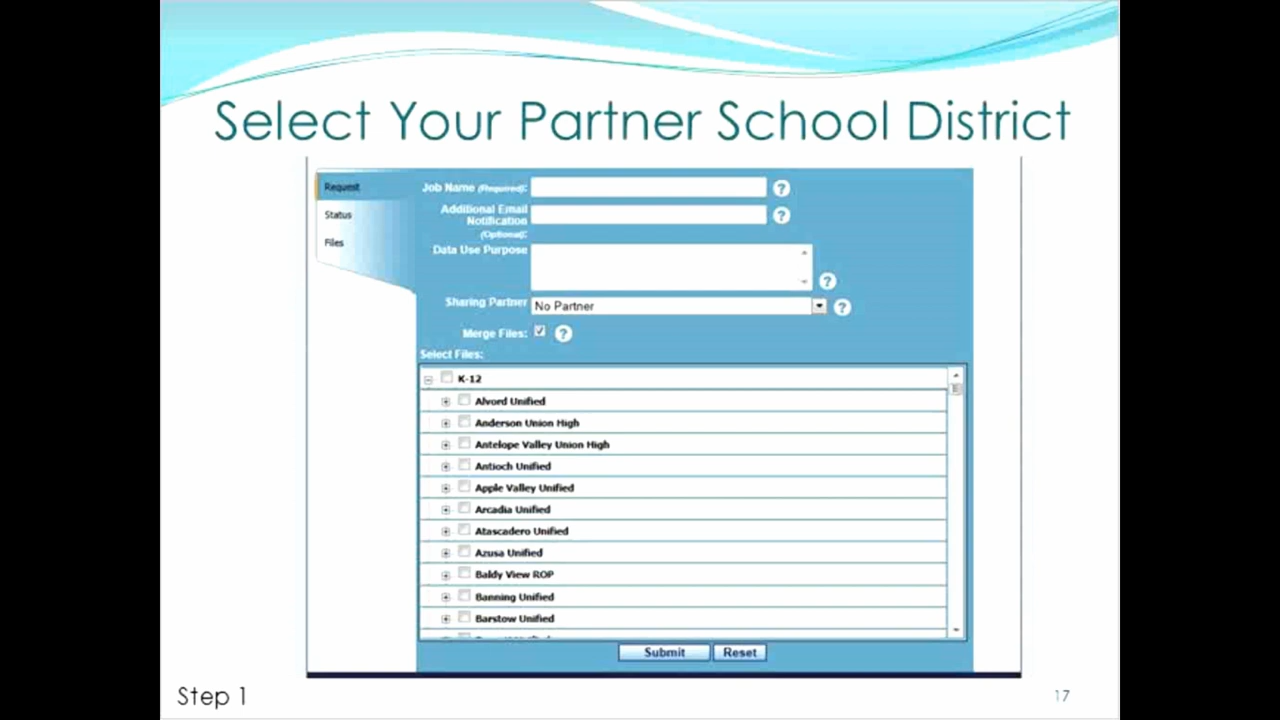 Select Your Partner School District
Request
Status
Files
Job Name (Required):
Additional Email
Notification
(Optional):
Data Use Purpose
Sharing Partner
No Partner
Merge Files:
Select Files:
K-12
Alvord Unified
Anderson Union High
Antelope Valley Union High
Antioch Unified
Apple Valley Unified
Arcadia Unified
Atascadero Unified
Azusa Unified
Baldy View ROP
Banning Unified
Barstow Unified
Submit Reset
Step 1
17